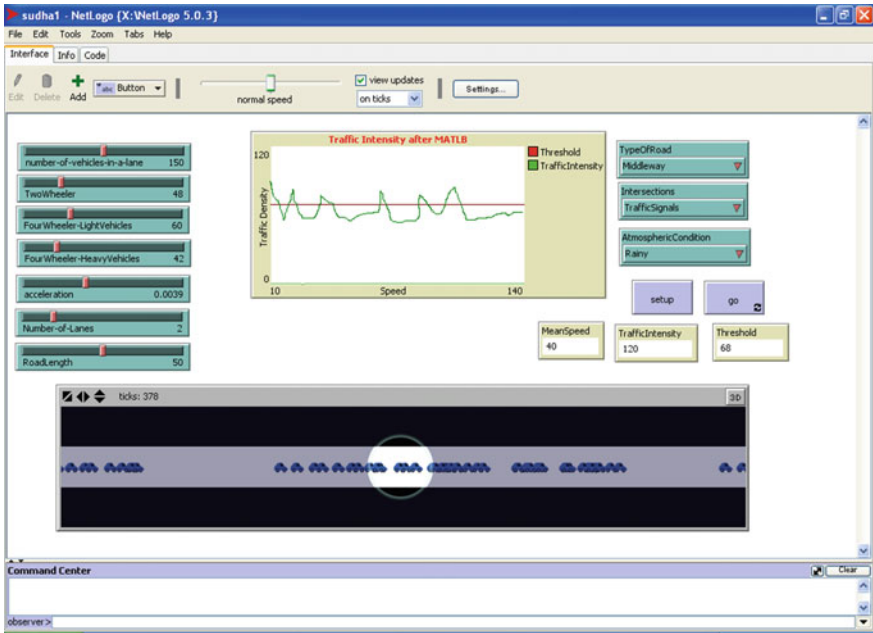 sudha1 - NetLogo {X:\NetLogo 5.0.3}
File Edit Tools Zoom Tabs Help
Interface Info Code
Edit Delete Add
abc Button
normal speed
view updates
on ticks
Settings...
number-of-vehicles-in-a-lane 150
TwoWheeler 48
FourWheeler-LightVehicles 60
FourWheeler-HeavyVehicles 42
acceleration 0.0039
Number-of-Lanes 2
RoadLength 50
Traffic Intensity after MATLB
120
Traffic Density
0
10 Speed 140
Threshold
TrafficIntensity
TypeOfRoad
Middleway
Intersections
TrafficSignals
AtmosphericCondition
Rainy
setup
go
MeanSpeed
40
TrafficIntensity
120
Threshold
68
ticks: 378
3D
Command Center
Clear
observer>